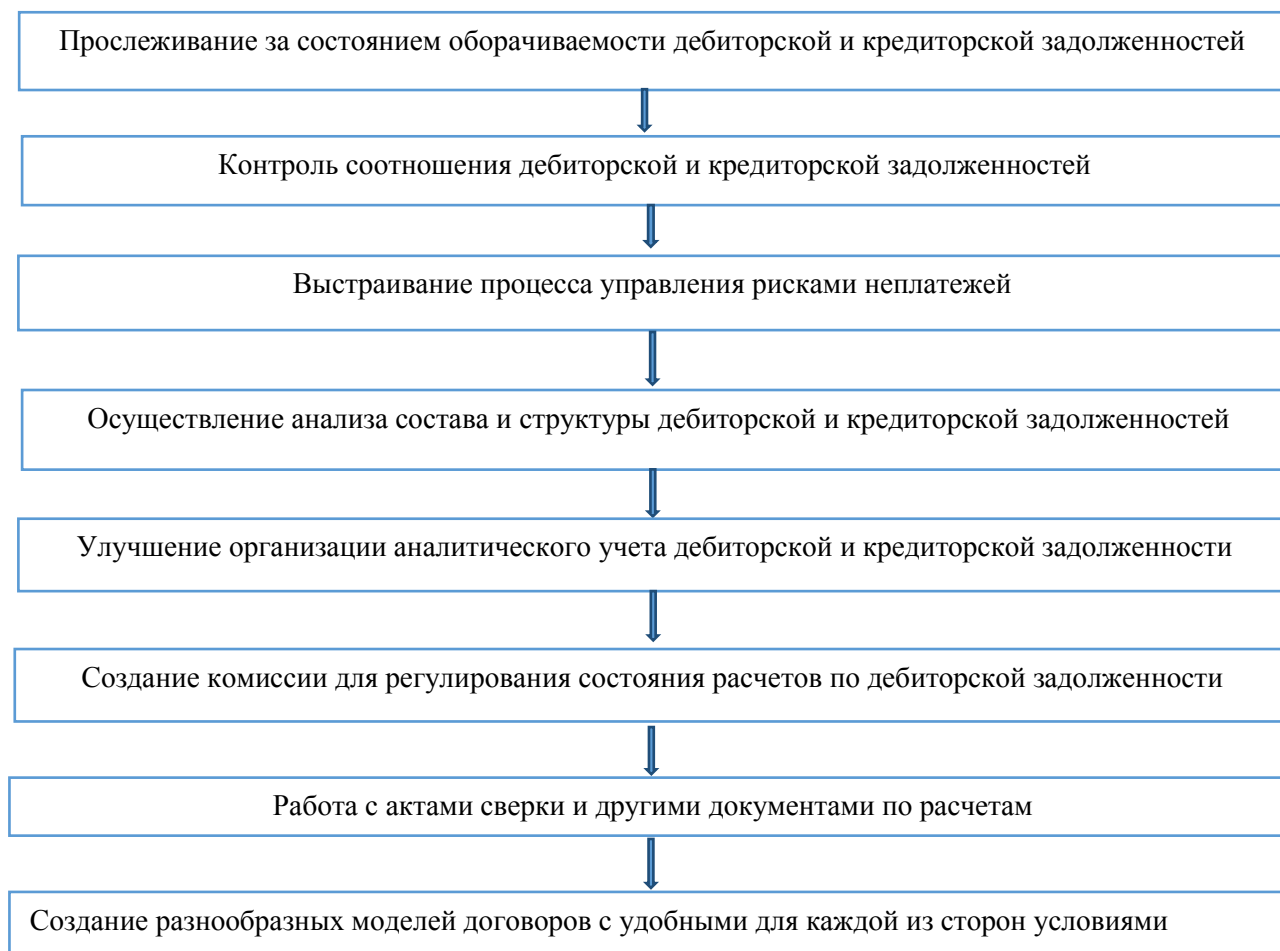 Прослеживание за состоянием оборачиваемости дебиторской и кредиторской задолженностей
Контроль соотношения дебиторской и кредиторской задолженностей
Выстраивание процесса управления рисками неплатежей
Осуществление анализа состава и структуры дебиторской и кредиторской задолженностей
Улучшение организации аналитического учета дебиторской и кредиторской задолженности
Создание комиссии для регулирования состояния расчетов по дебиторской задолженности
Работа с актами сверки и другими документами по расчетам
Создание разнообразных моделей договоров с удобными для каждой из сторон условиями